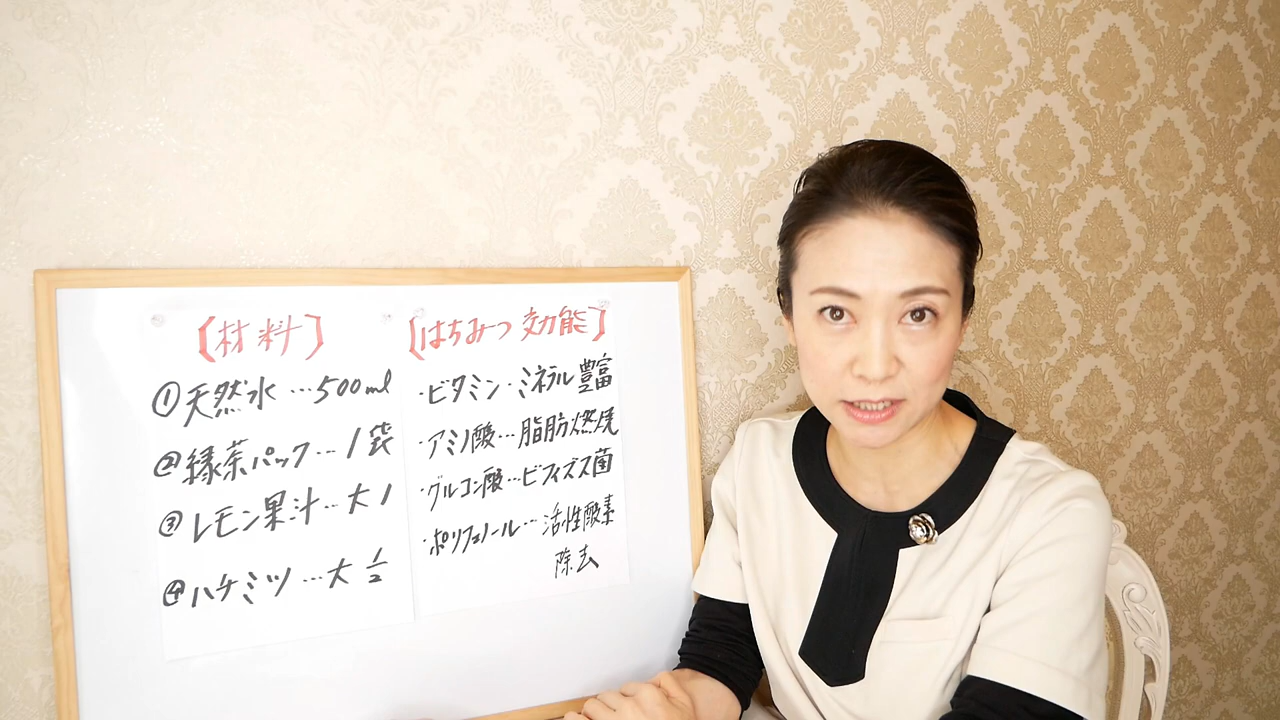 【材料】
①天然水…500ml
②緑茶パック…1袋
③レモン果汁…大1
④ハチミツ…大1/2
【はちみつ効能】
・ビタミン・ミネラル豊富
・アミノ酸…脂肪燃焼
・グルコン酸…ビフィズス菌
・ポリフェノール…活性酸素
除去